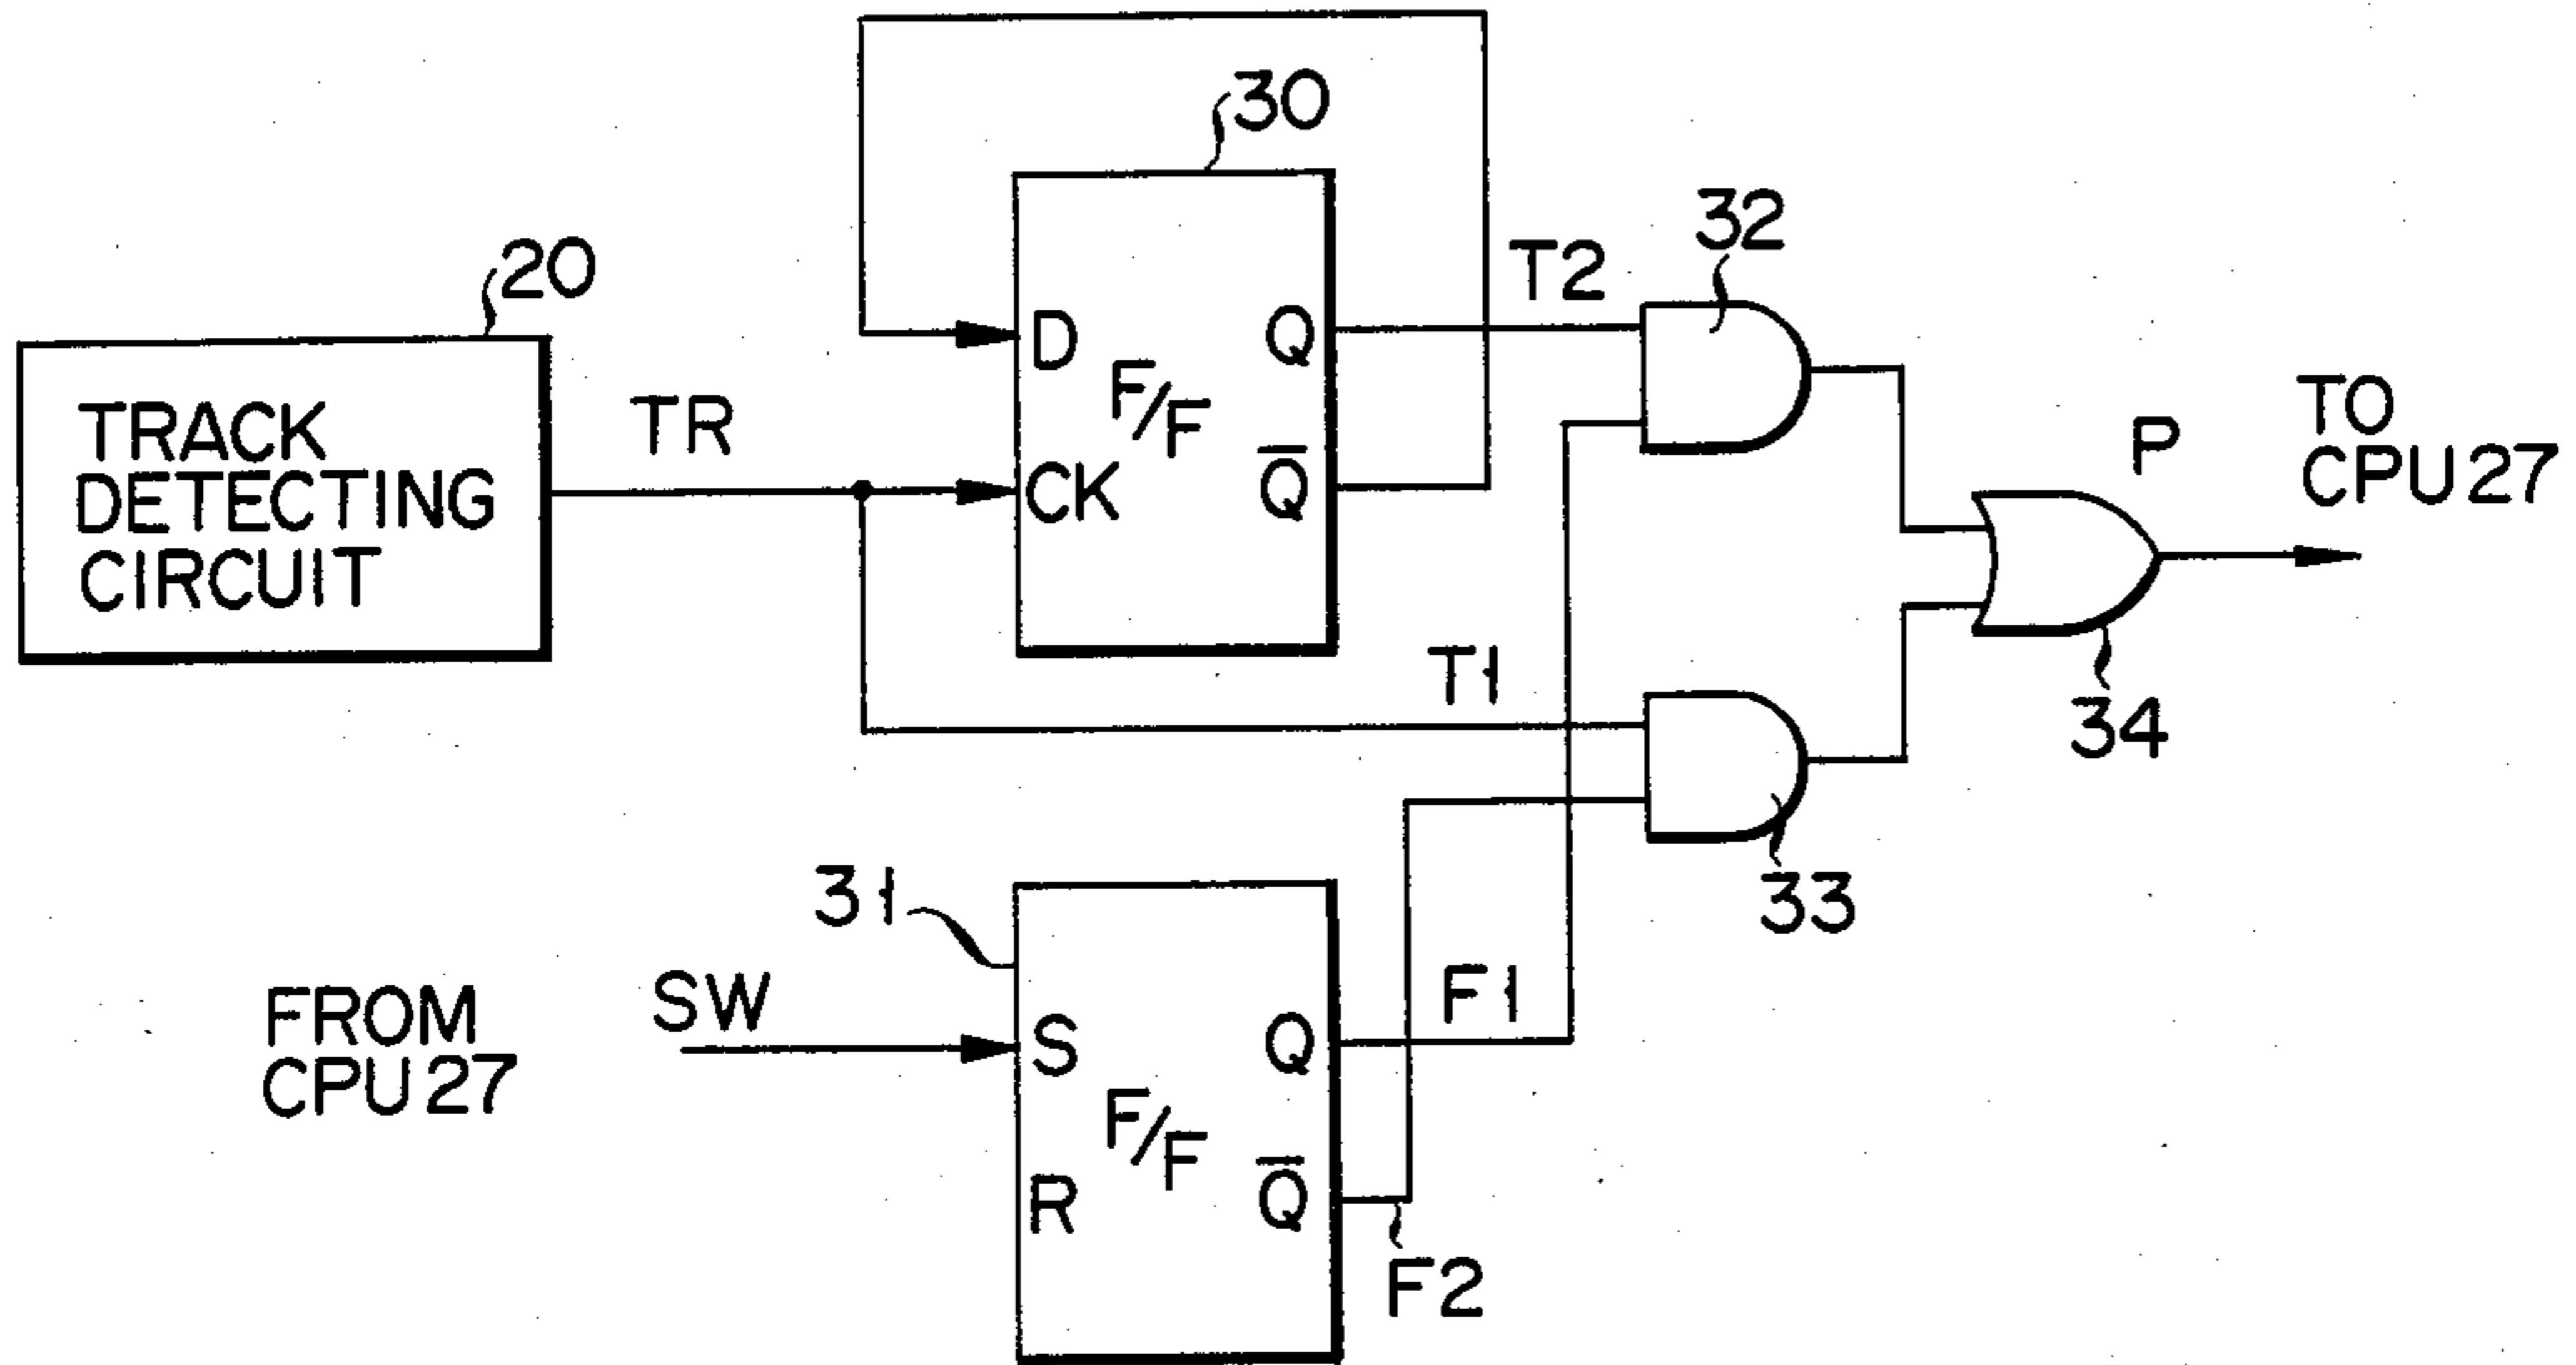 30
20
TRACK
DETECTING
CIRCUIT
TR
D
CK
F/F
Q
Q̅
T2
32
T1
33
34
P
TO
CPU 27
31
FROM
CPU 27
SW
S
R
F/F
Q
Q̅
F1
F2